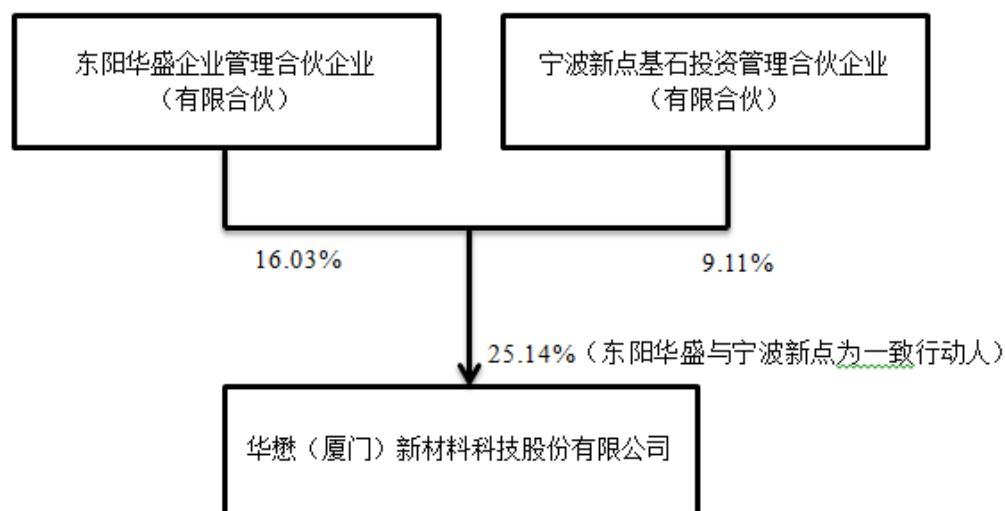 东阳华盛企业管理合伙企业
（有限合伙）
宁波新点基石投资管理合伙企业
（有限合伙）
16.03%
9.11%
25.14%（东阳华盛与宁波新点为一致行动人）
华懋（厦门）新材料科技股份有限公司